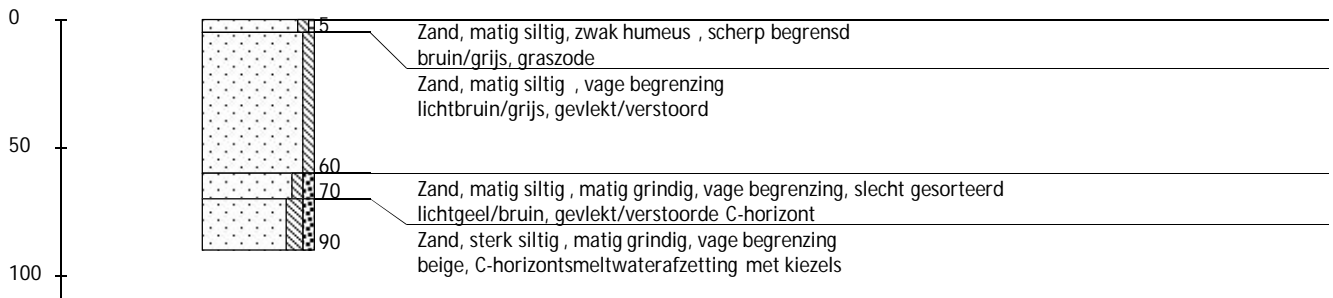 0
5
Zand, matig siltig, zwak humeus , scherp begrensd
bruin/grijs, graszode
Zand, matig siltig , vage begrenzing
lichtbruin/grijs, gevlekt/verstoord
50
60
70
Zand, matig siltig , matig grindig, vage begrenzing, slecht gesorteerd
lichtgeel/bruin, gevlekt/verstoorde C-horizont
90
Zand, sterk siltig , matig grindig, vage begrenzing
beige, C-horizontsmeltwaterafzetting met kiezels
100